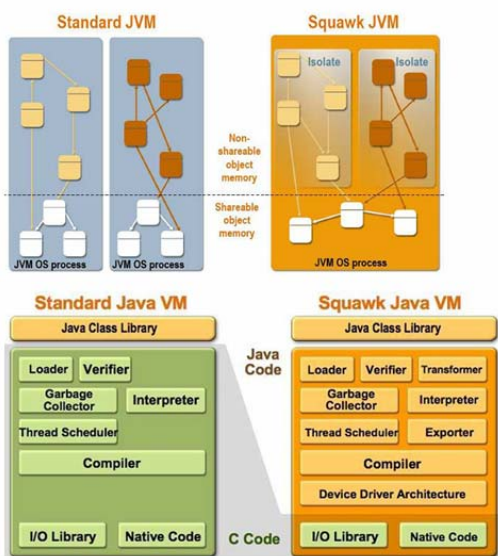 Standard JVM
Squawk JVM
Isolate
Isolate
Non-
shareable
object
memory
Shareable
object
memory
JVM OS process
JVM OS process
JVM OS process
Standard Java VM
Squawk Java VM
Java Class Library
Java Class Library
Java
Code
Loader
Verifier
Garbage
Collector
Interpreter
Thread Scheduler
Compiler
I/O Library
Native Code
C Code
Loader
Verifier
Transformer
Garbage
Collector
Interpreter
Thread Scheduler
Exporter
Compiler
Device Driver Architecture
I/O Library
Native Code